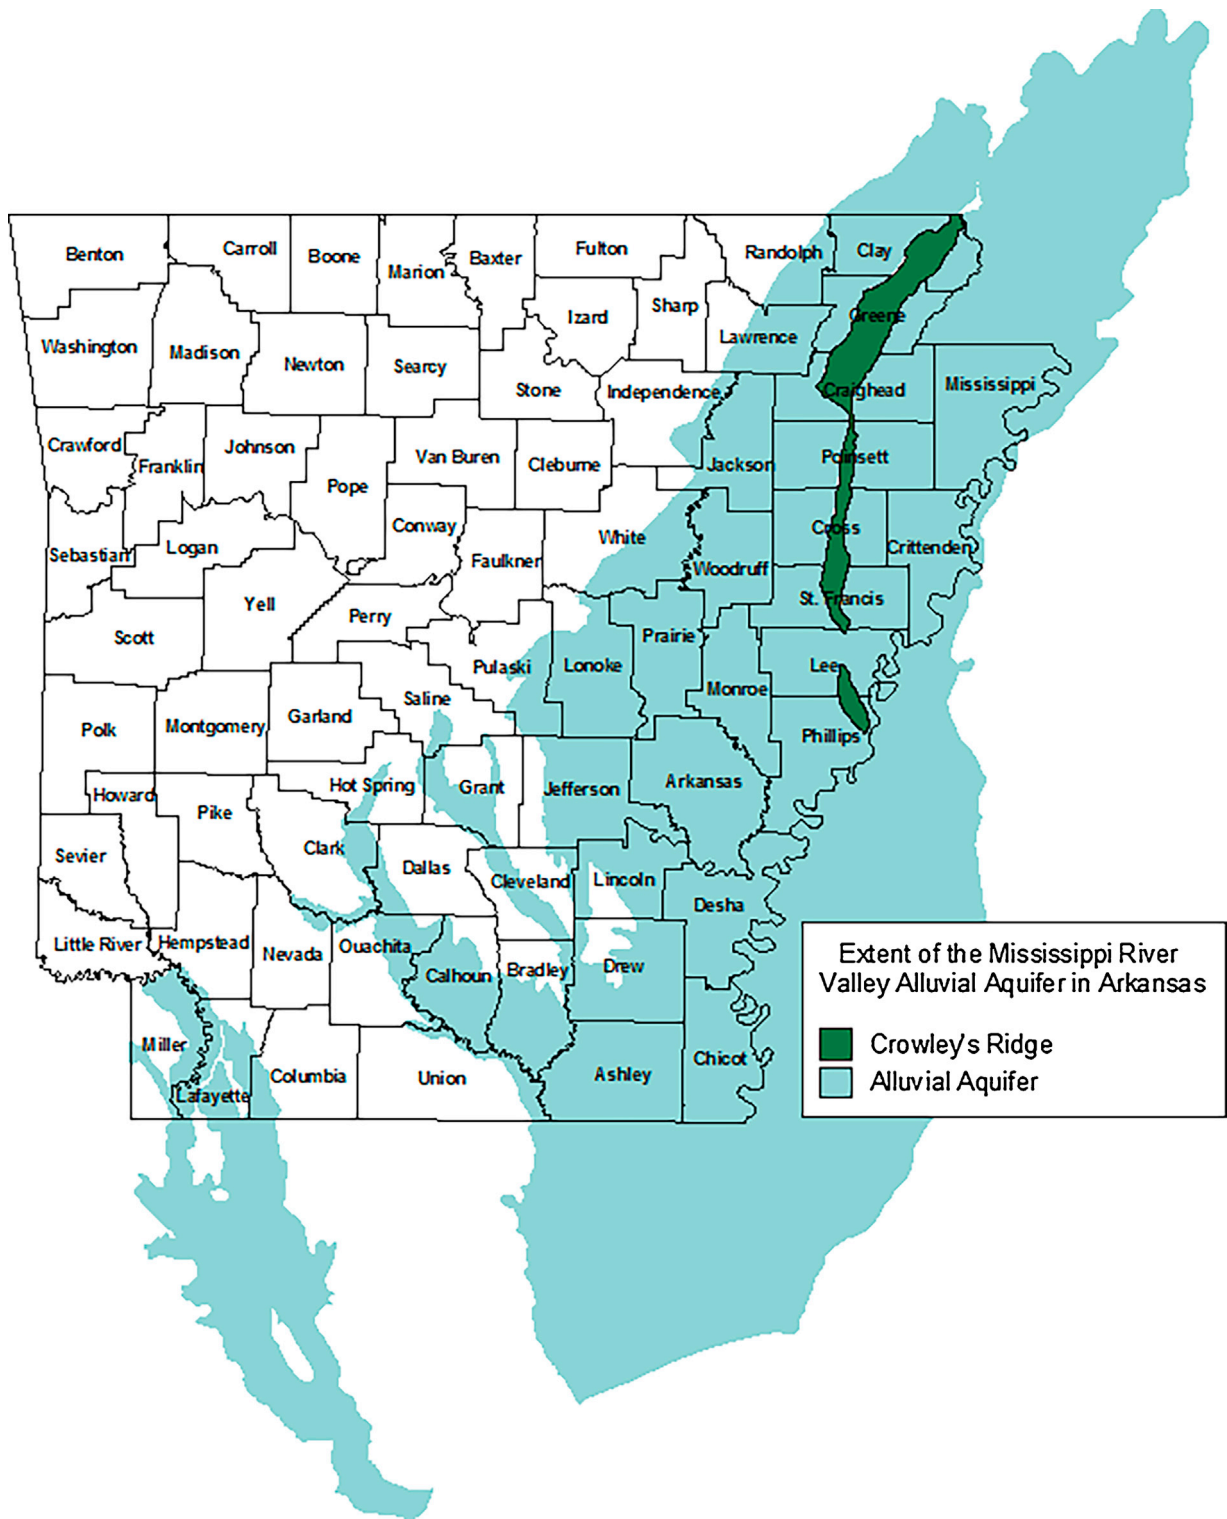 Benton
Carroll
Boone
Marion
Baxter
Fulton
Randolph
Clay
Washington
Madison
Newton
Searcy
Izard
Sharp
Lawrence
Greene
Stone
Independence
Craighead
Mississippi
Crawford
Franklin
Johnson
Pope
Van Buren
Cleburne
Jackson
Poinsett
Sebastian
Logan
Conway
Faulkner
White
Woodruff
Cross
Crittenden
Scott
Yell
Perry
Pulaski
Lonoke
Prairie
St. Francis
Polk
Montgomery
Garland
Saline
Monroe
Lee
Phillips
Howard
Pike
Hot Spring
Grant
Jefferson
Arkansas
Sevier
Clark
Dallas
Cleveland
Lincoln
Desha
Little River
Hempstead
Nevada
Ouachita
Calhoun
Bradley
Drew
Miller
Lafayette
Columbia
Union
Ashley
Chicot
Extent of the Mississippi River
Valley Alluvial Aquifer in Arkansas
Crowley's Ridge
Alluvial Aquifer